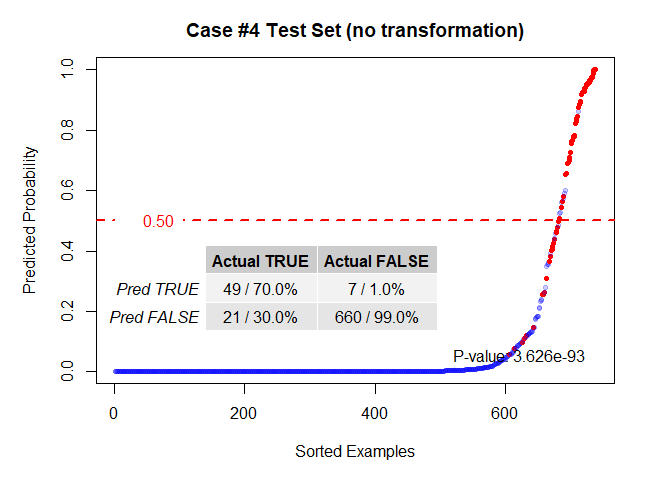 Case #4 Test Set (no transformation)
Predicted Probability
1.0
0.8
0.6
0.4
0.2
0.0
0.50
Actual TRUE Actual FALSE
Pred TRUE 49 / 70.0% 7 / 1.0%
Pred FALSE 21 / 30.0% 660 / 99.0%
P-value: 3.626e-93
0 200 400 600
Sorted Examples